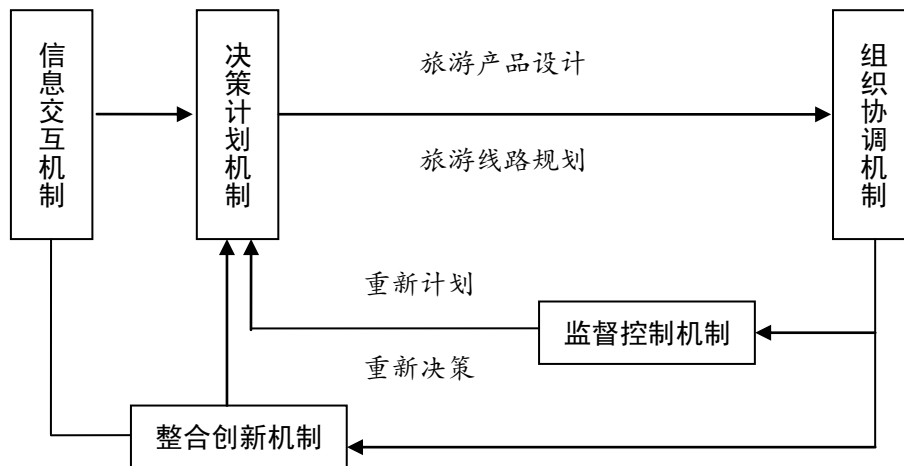 信息交互机制
决策计划机制
旅游产品设计
旅游线路规划
组织协调机制
重新计划
监督控制机制
重新决策
整合创新机制